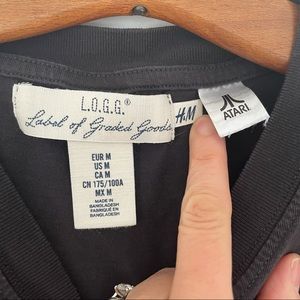 L.O.G.G.®
Label of Graded Goods
H&M
ATARI
EUR M
US M
CA M
CN 175/100A
MX M
MADE IN
BANGLADESH
FABRIQUÉ EN
BANGLADESH